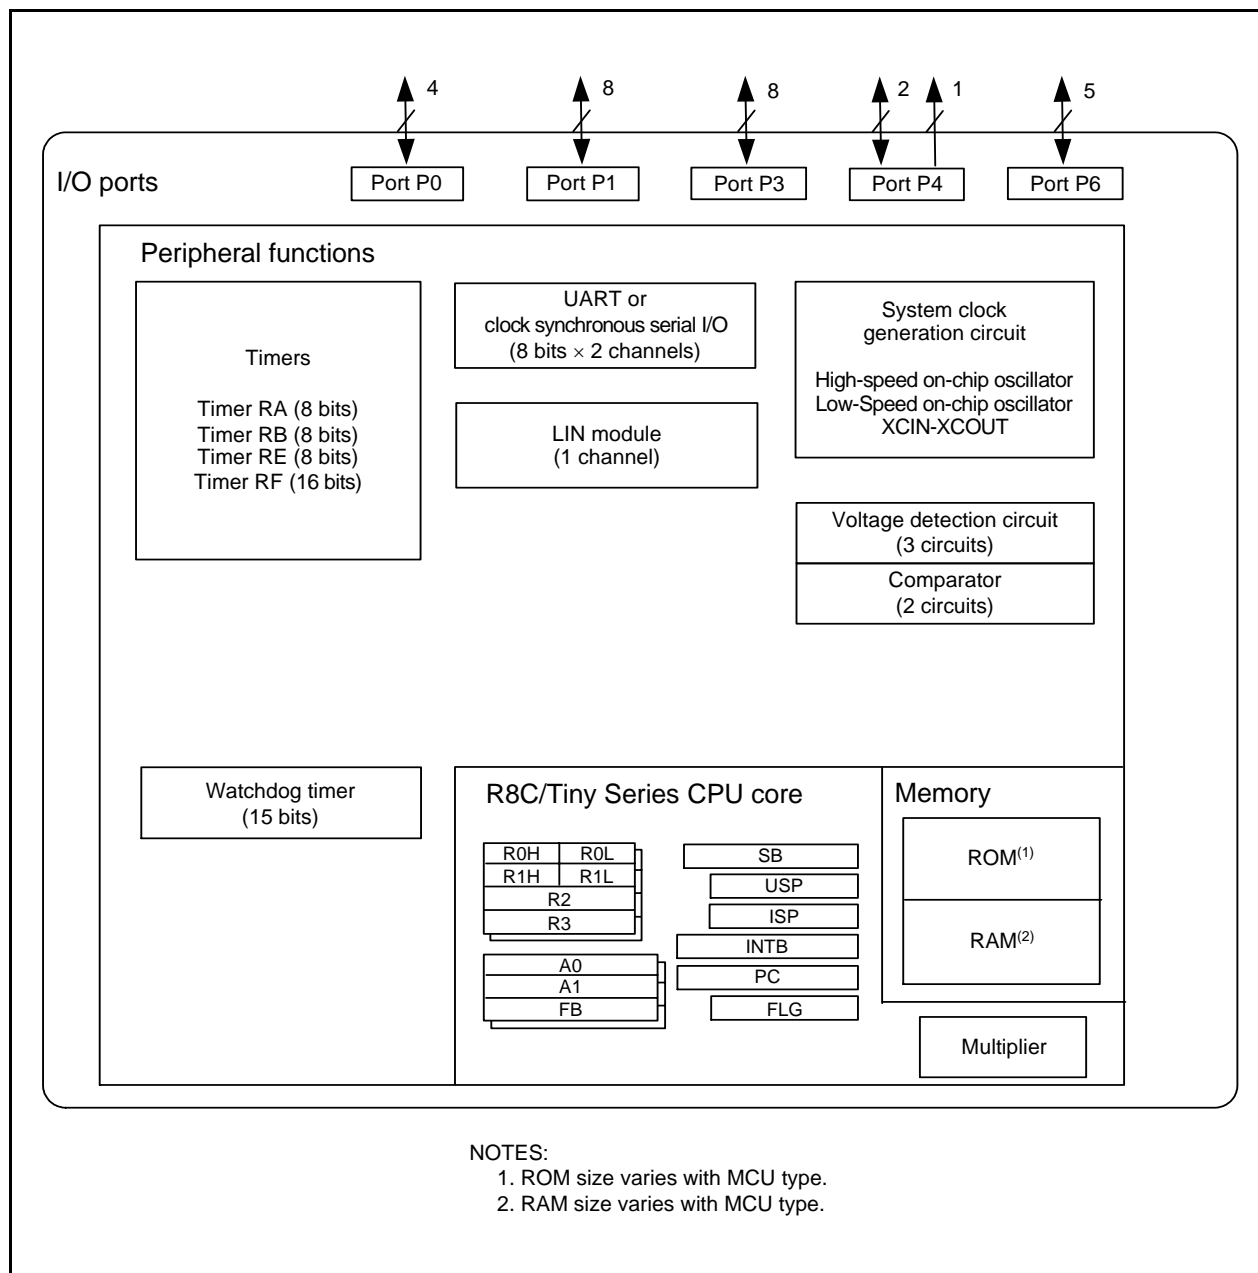 4 8 8 2 1 5
I/O ports
Port P0 Port P1 Port P3 Port P4 Port P6
Peripheral functions
Timers
Timer RA (8 bits)
Timer RB (8 bits)
Timer RE (8 bits)
Timer RF (16 bits)
UART or
clock synchronous serial I/O
(8 bits × 2 channels)
LIN module
(1 channel)
System clock
generation circuit
High-speed on-chip oscillator
Low-Speed on-chip oscillator
XCIN-XCOUT
Voltage detection circuit
(3 circuits)
Comparator
(2 circuits)
Watchdog timer
(15 bits)
R8C/Tiny Series CPU core
R0H R0L
R1H R1L
R2
R3
A0
A1
FB
SB
USP
ISP
INTB
PC
FLG
Memory
ROM(1)
RAM(2)
Multiplier
NOTES:
1. ROM size varies with MCU type.
2. RAM size varies with MCU type.